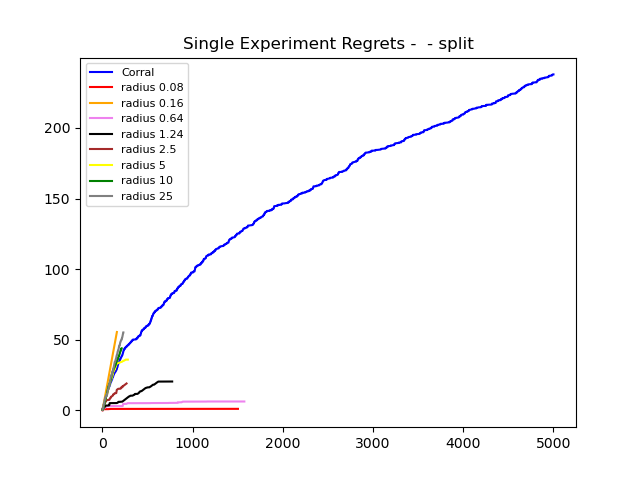 Single Experiment Regrets -  - split
Corral
radius 0.08
radius 0.16
radius 0.64
radius 1.24
radius 2.5
radius 5
radius 10
radius 25
200
150
100
50
0
0 1000 2000 3000 4000 5000